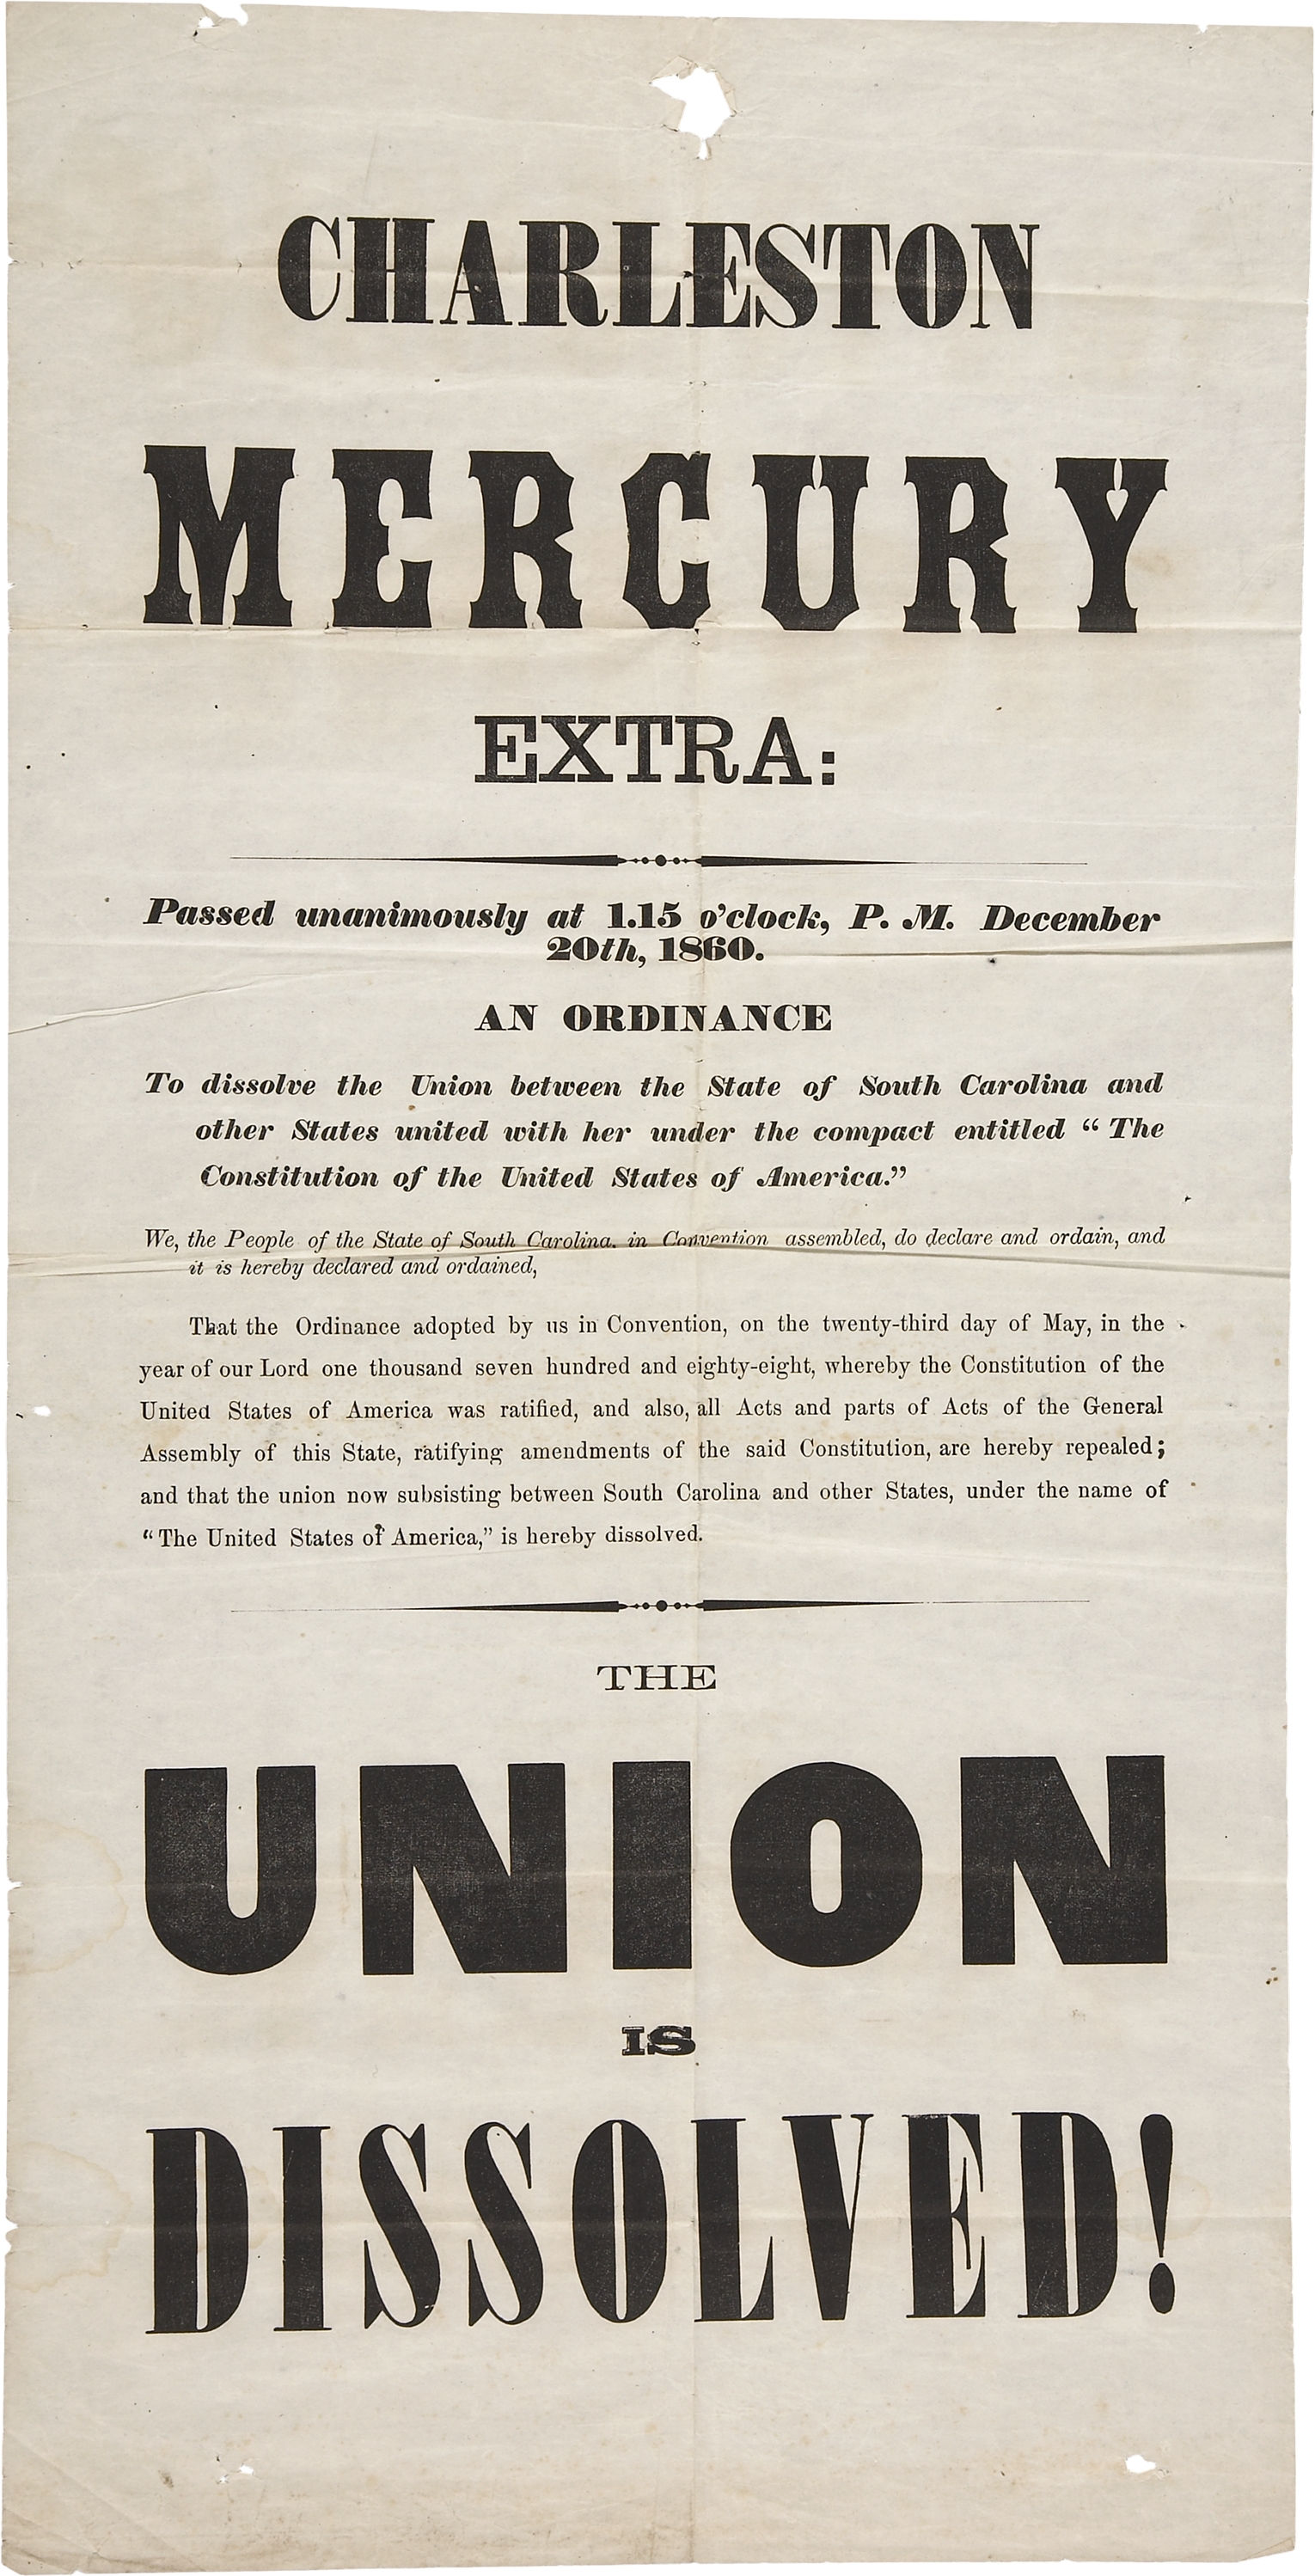 CHARLESTON
MERCURY
EXTRA:
Passed unanimously at 1.15 o'clock, P. M. December
20th, 1860.
AN ORDINANCE
To dissolve the Union between the State of South Carolina and
other States united with her under the compact entitled “ The
Constitution of the United States of America.”
We, the People of the State of South Carolina, in Convention assembled, do declare and ordain, and
it is hereby declared and ordained,
That the Ordinance adopted by us in Convention, on the twenty-third day of May, in the
year of our Lord one thousand seven hundred and eighty-eight, whereby the Constitution of the
United States of America was ratified, and also, all Acts and parts of Acts of the General
Assembly of this State, ratifying amendments of the said Constitution, are hereby repealed;
and that the union now subsisting between South Carolina and other States, under the name of
“The United States of America,” is hereby dissolved.
THE
UNION
IS
DISSOLVED!